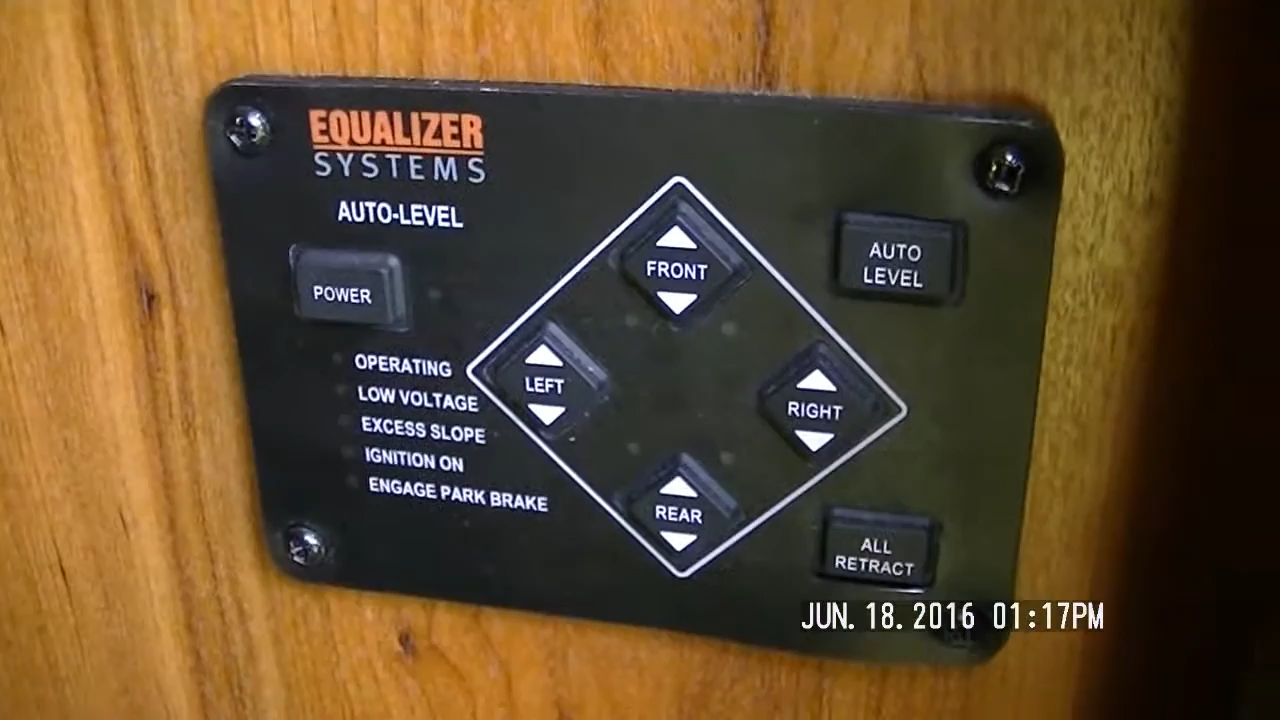 EQUALIZER
SYSTEMS
AUTO-LEVEL
POWER
OPERATING
LOW VOLTAGE
EXCESS SLOPE
IGNITION ON
ENGAGE PARK BRAKE
FRONT
LEFT
RIGHT
REAR
AUTO
LEVEL
ALL
RETRACT
JUN. 18. 2016 01:17PM